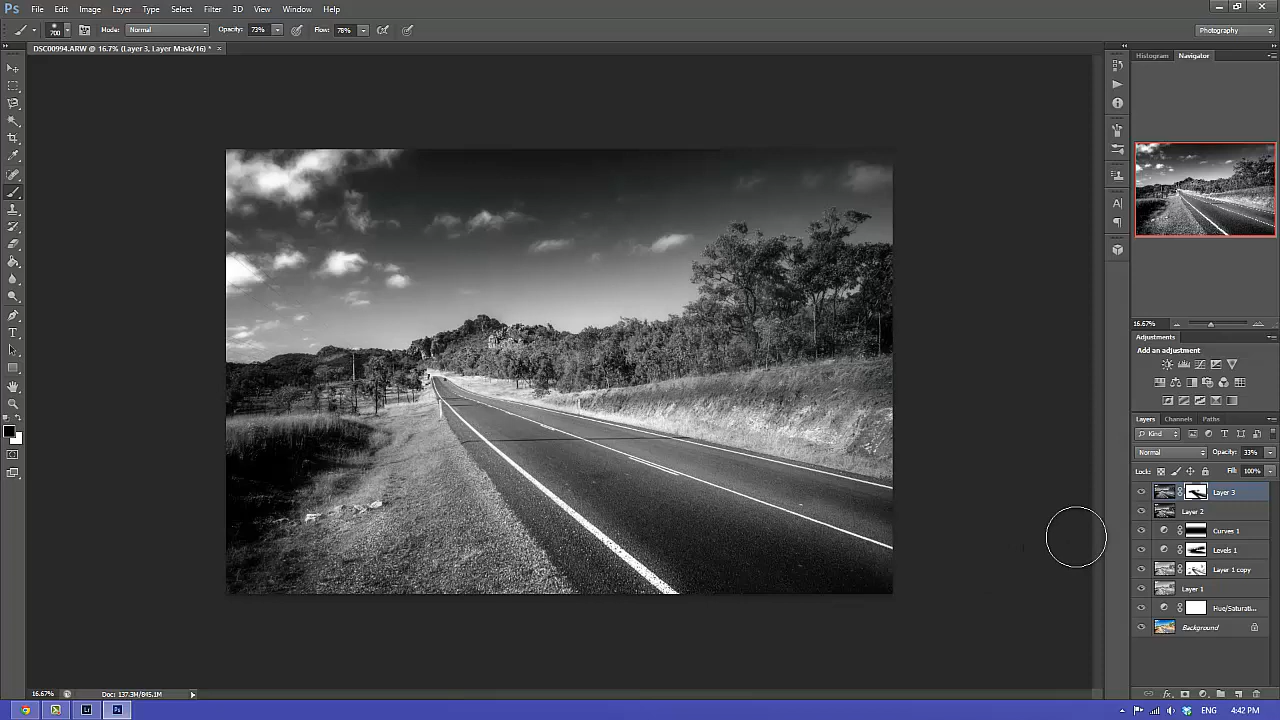 Ps File Edit Image Layer Type Select Filter 3D View Window Help
700 Mode: Normal Opacity: 73% Flow: 78% Photography
DSC00994.ARW @ 16.7% (Layer 3, Layer Mask/16) *
Histogram Navigator
16.67%
Adjustments
Add an adjustment
Layers Channels Paths
Kind
Normal Opacity: 33%
Lock: Fill: 100%
Layer 3
Layer 2
Curves 1
Levels 1
Layer 1 copy
Layer 1
Hue/Saturati...
Background
16.67% Doc: 137.3M/845.1M
Lr Ps ENG 4:42 PM